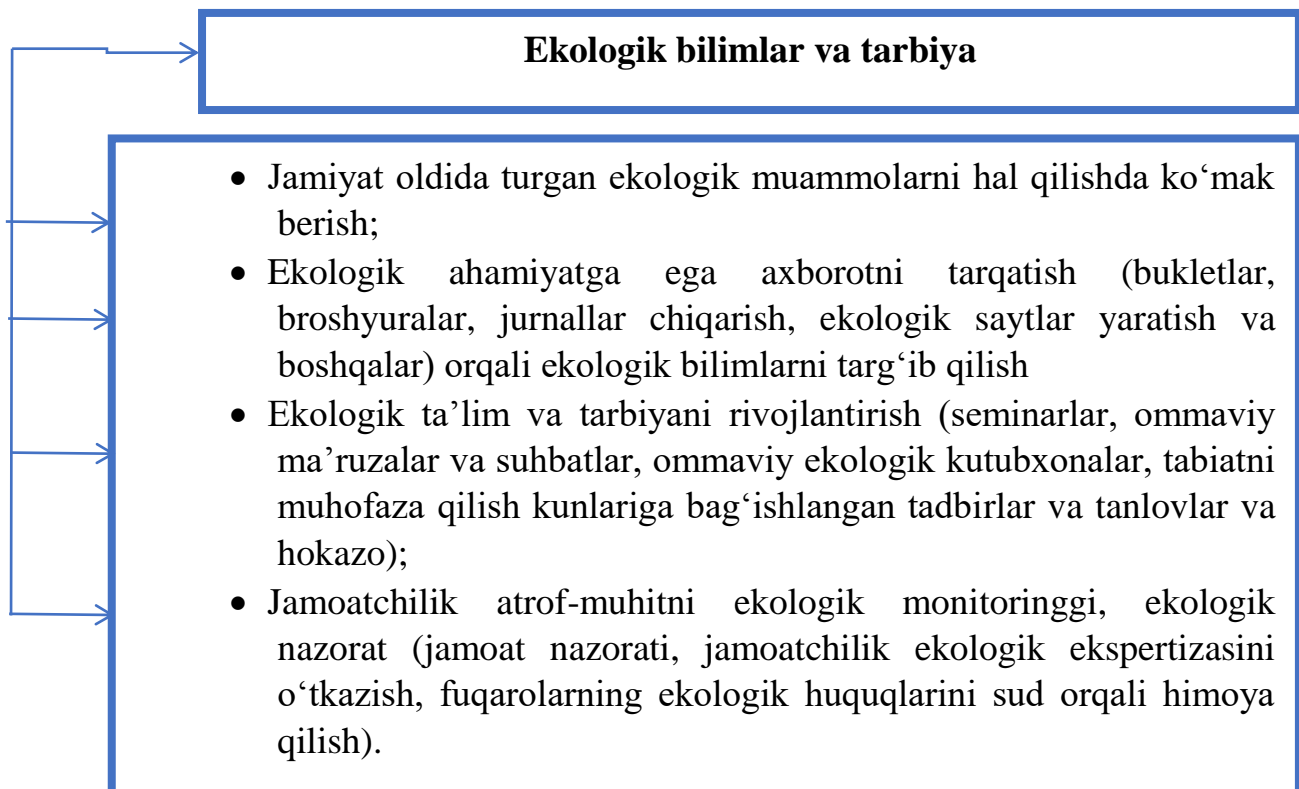 Ekologik bilimlar va tarbiya
• Jamiyat oldida turgan ekologik muammolarni hal qilishda ko‘mak
berish;
• Ekologik ahamiyatga ega axborotni tarqatish (bukletlar,
broshyuralar, jurnallar chiqarish, ekologik saytlar yaratish va
boshqalar) orqali ekologik bilimlarni targ‘ib qilish
• Ekologik ta’lim va tarbiyani rivojlantirish (seminarlar, ommaviy
ma’ruzalar va suhbatlar, ommaviy ekologik kutubxonalar, tabiatni
muhofaza qilish kunlariga bag‘ishlangan tadbirlar va tanlovlar va
hokazo);
• Jamoatchilik atrof-muhitni ekologik monitoringgi, ekologik
nazorat (jamoat nazorati, jamoatchilik ekologik ekspertizasini
o‘tkazish, fuqarolarning ekologik huquqlarini sud orqali himoya
qilish).